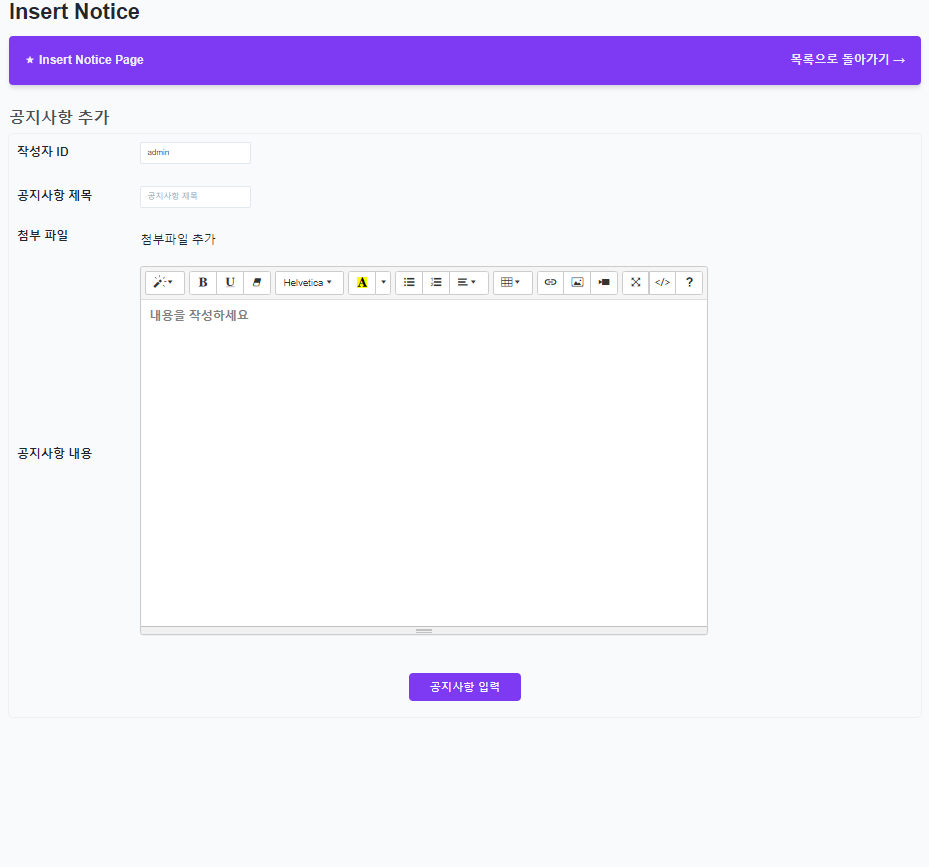 Insert Notice
★ Insert Notice Page 목록으로 돌아가기 →
공지사항 추가
작성자 ID admin
공지사항 제목 공지사항 제목
첨부 파일 첨부파일 추가
B U Helvetica A </> ?
내용을 작성하세요
공지사항 내용
공지사항 입력